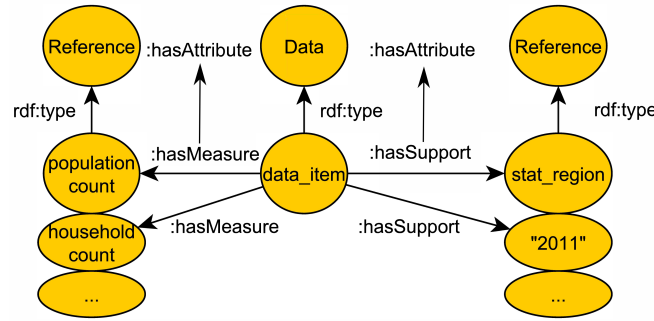 Reference
:hasAttribute
Data
:hasAttribute
Reference
rdf:type
rdf:type
rdf:type
population
count
:hasMeasure
data_item
:hasSupport
stat_region
household
count
:hasMeasure
:hasSupport
"2011"
...
...